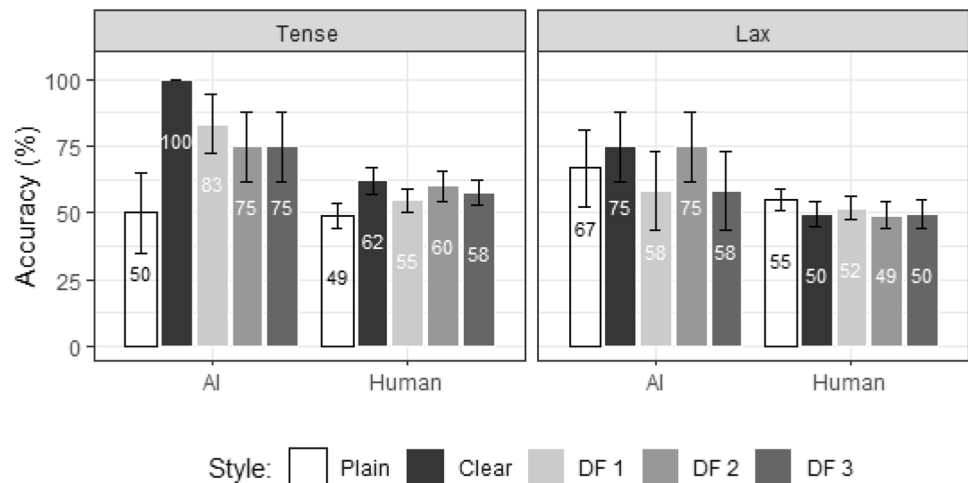 Tense Lax
Accuracy (%)
100
75
50
25
0
50 100 83 75 75 49 62 55 60 58
67 75 58 75 58 55 50 52 49 50
AI Human AI Human
Style: Plain Clear DF 1 DF 2 DF 3